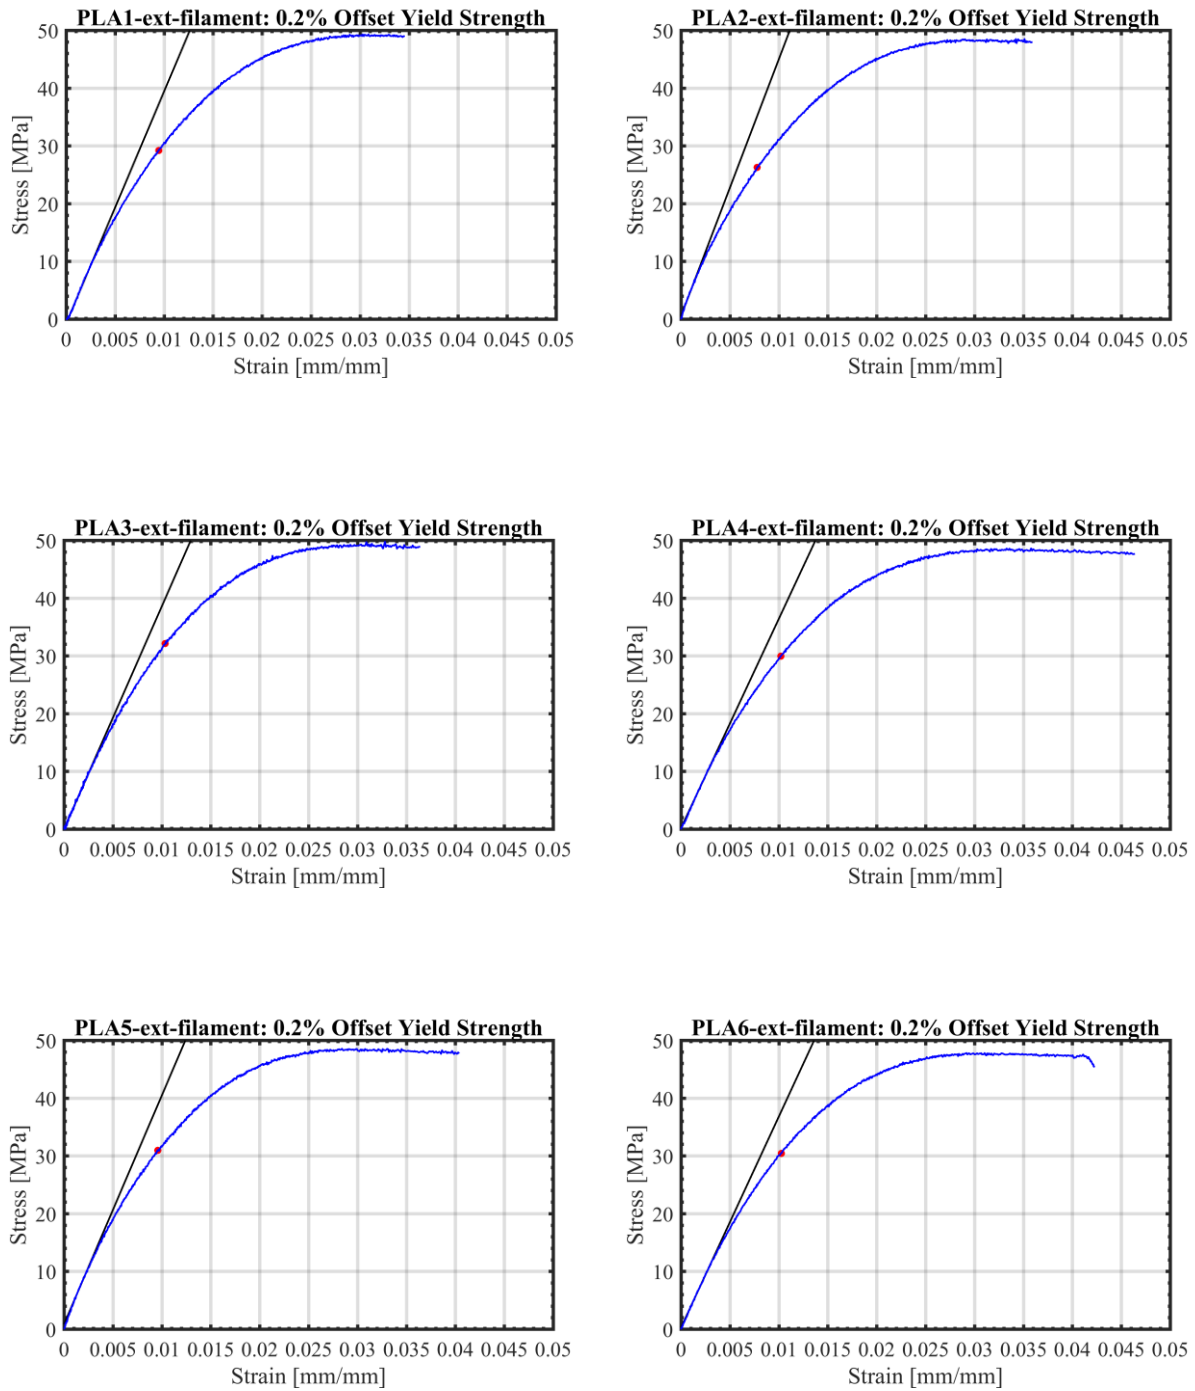 PLA1-ext-filament: 0.2% Offset Yield Strength
50
40
30
20
10
0
Stress [MPa]
0 0.005 0.01 0.015 0.02 0.025 0.03 0.035 0.04 0.045 0.05
Strain [mm/mm]
PLA2-ext-filament: 0.2% Offset Yield Strength
50
40
30
20
10
0
Stress [MPa]
0 0.005 0.01 0.015 0.02 0.025 0.03 0.035 0.04 0.045 0.05
Strain [mm/mm]
PLA3-ext-filament: 0.2% Offset Yield Strength
50
40
30
20
10
0
Stress [MPa]
0 0.005 0.01 0.015 0.02 0.025 0.03 0.035 0.04 0.045 0.05
Strain [mm/mm]
PLA4-ext-filament: 0.2% Offset Yield Strength
50
40
30
20
10
0
Stress [MPa]
0 0.005 0.01 0.015 0.02 0.025 0.03 0.035 0.04 0.045 0.05
Strain [mm/mm]
PLA5-ext-filament: 0.2% Offset Yield Strength
50
40
30
20
10
0
Stress [MPa]
0 0.005 0.01 0.015 0.02 0.025 0.03 0.035 0.04 0.045 0.05
Strain [mm/mm]
PLA6-ext-filament: 0.2% Offset Yield Strength
50
40
30
20
10
0
Stress [MPa]
0 0.005 0.01 0.015 0.02 0.025 0.03 0.035 0.04 0.045 0.05
Strain [mm/mm]